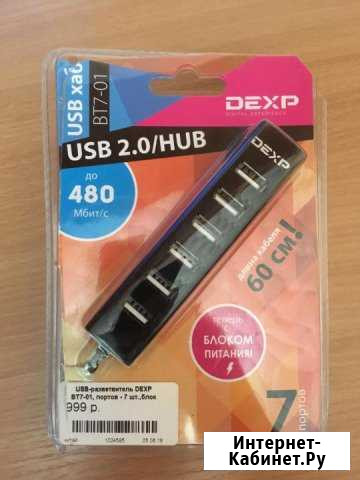 USB хаб
BT7-01
DEXP
DIGITAL EXPERIENCE
USB 2.0/HUB
до
480
Мбит/с
DEXP
длина кабеля
60 см!
теперь
с БЛОКОМ
ПИТАНИЯ!
7
портов
USB-разветвитель DEXP
BT7-01, портов - 7 шт.,блок
999 р.
1024595
Интернет-
Кабинет.Ру